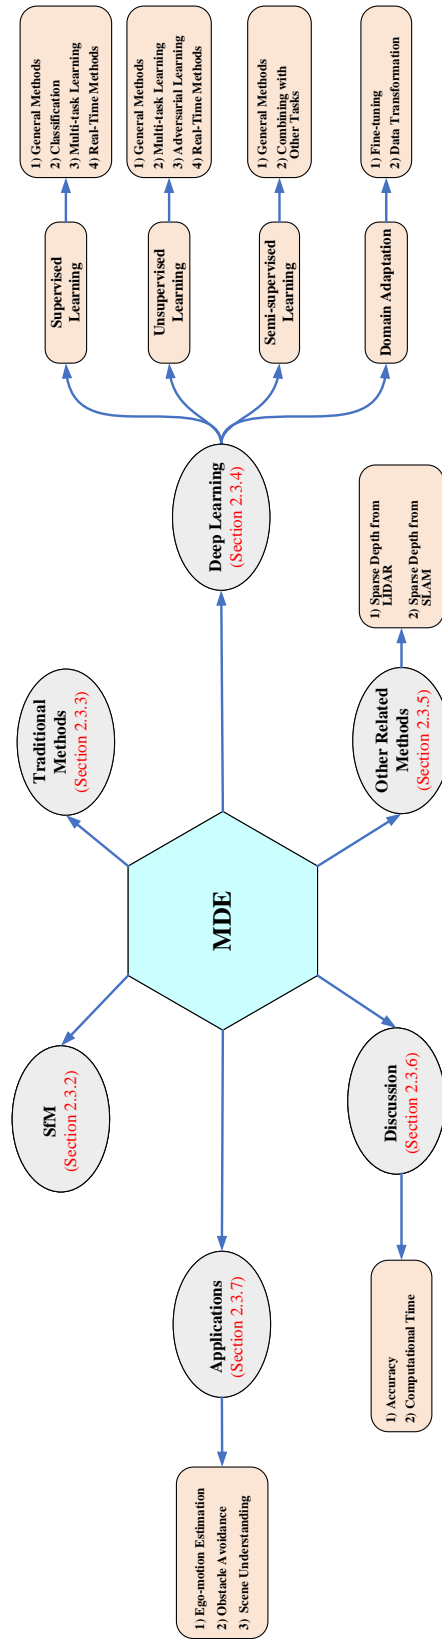 MDE
SfM
(Section 2.3.2)
Traditional
Methods
(Section 2.3.3)
Deep Learning
(Section 2.3.4)
Supervised
Learning
1) General Methods
2) Classification
3) Multi-task Learning
4) Real-Time Methods
Unsupervised
Learning
1) General Methods
2) Multi-task Learning
3) Adversarial Learning
4) Real-Time Methods
Semi-supervised
Learning
1) General Methods
2) Combining with
Other Tasks
Domain Adaptation
1) Fine-tuning
2) Data Transformation
Other Related
Methods
(Section 2.3.5)
1) Sparse Depth from
LIDAR
2) Sparse Depth from
SLAM
Discussion
(Section 2.3.6)
1) Accuracy
2) Computational Time
Applications
(Section 2.3.7)
1) Ego-motion Estimation
2) Obstacle Avoidance
3) Scene Understanding